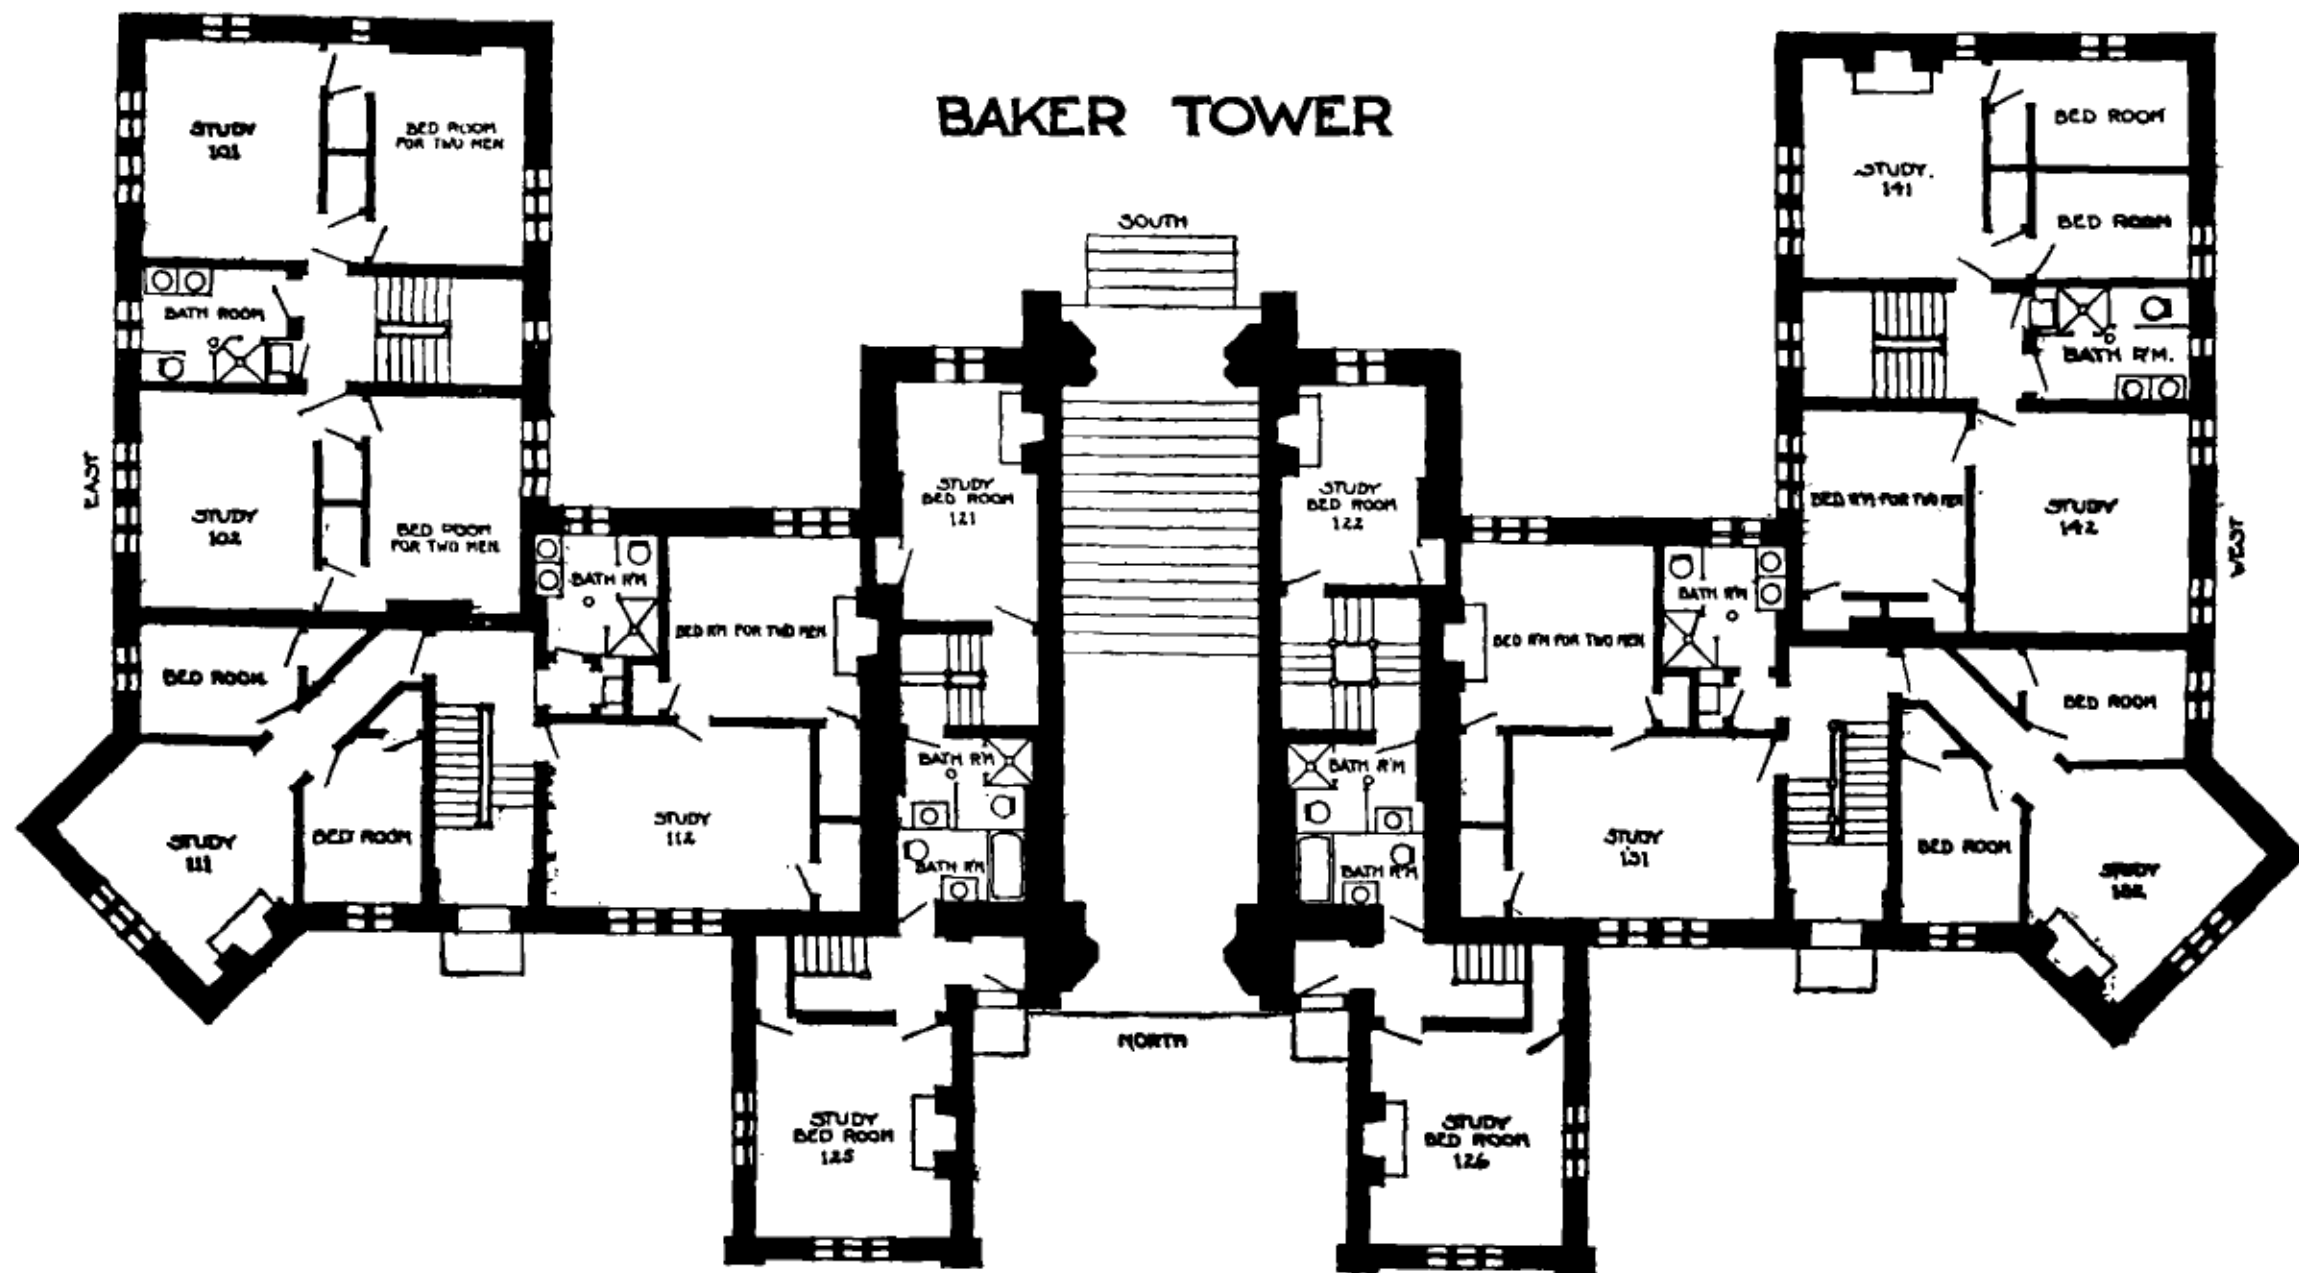 BAKER TOWER
STUDY
101
BED ROOM
FOR TWO MEN
BED ROOM
STUDY.
141
BED ROOM
SOUTH
BATH ROOM
BATH R'M.
EAST
STUDY
102
BED ROOM
FOR TWO MEN
STUDY
BED ROOM
121
STUDY
BED ROOM
122
BED R'M FOR TWO MEN
STUDY
142
WEST
BATH R'M
BED R'M FOR TWO MEN
BED R'M FOR TWO MEN
BATH R'M
BED ROOM
BED ROOM
BATH R'M
BATH R'M
STUDY
111
BED ROOM
STUDY
112
BATH R'M
BATH R'M
STUDY
131
BED ROOM
STUDY
NORTH
STUDY
BED ROOM
125
STUDY
BED ROOM
126